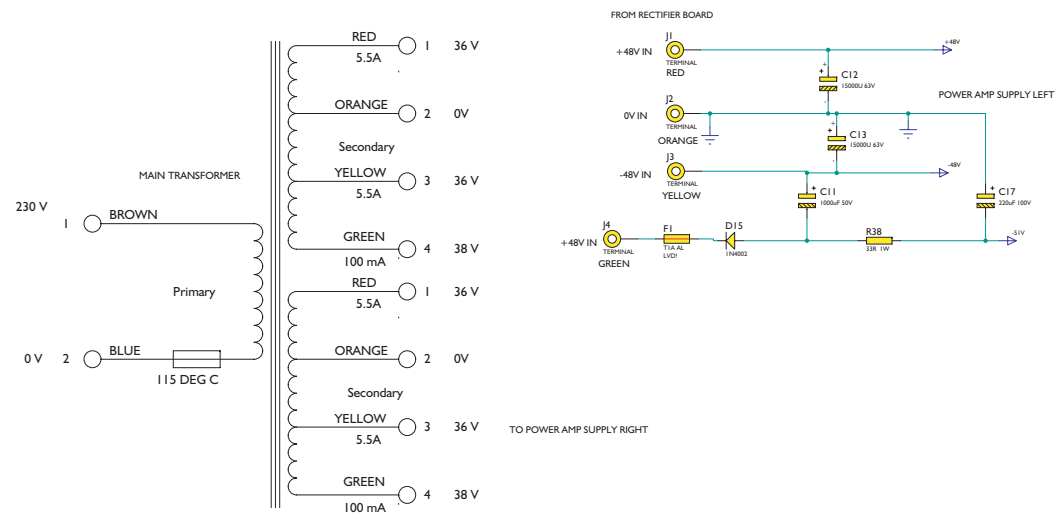 MAIN TRANSFORMER
230 V
1
BROWN
Primary
0 V
2
BLUE
115 DEG C
RED
1
36 V
5.5A
ORANGE
2
0V
Secondary
YELLOW
3
36 V
5.5A
GREEN
4
38 V
100 mA
RED
1
36 V
5.5A
ORANGE
2
0V
Secondary
YELLOW
3
36 V
5.5A
TO POWER AMP SUPPLY RIGHT
GREEN
4
38 V
100 mA
FROM RECTIFIER BOARD
J1
+48V IN
TERMINAL
RED
+48V
+
C12
15000U 63V
POWER AMP SUPPLY LEFT
J2
0V IN
TERMINAL
ORANGE
+
C13
15000U 63V
J3
-48V IN
TERMINAL
YELLOW
-48V
+
C11
1000uF 50V
+
C17
220uF 100V
J4
+48V IN
TERMINAL
GREEN
F1
T1A AL
D15
1N4002
R38
33R 1W
-51V